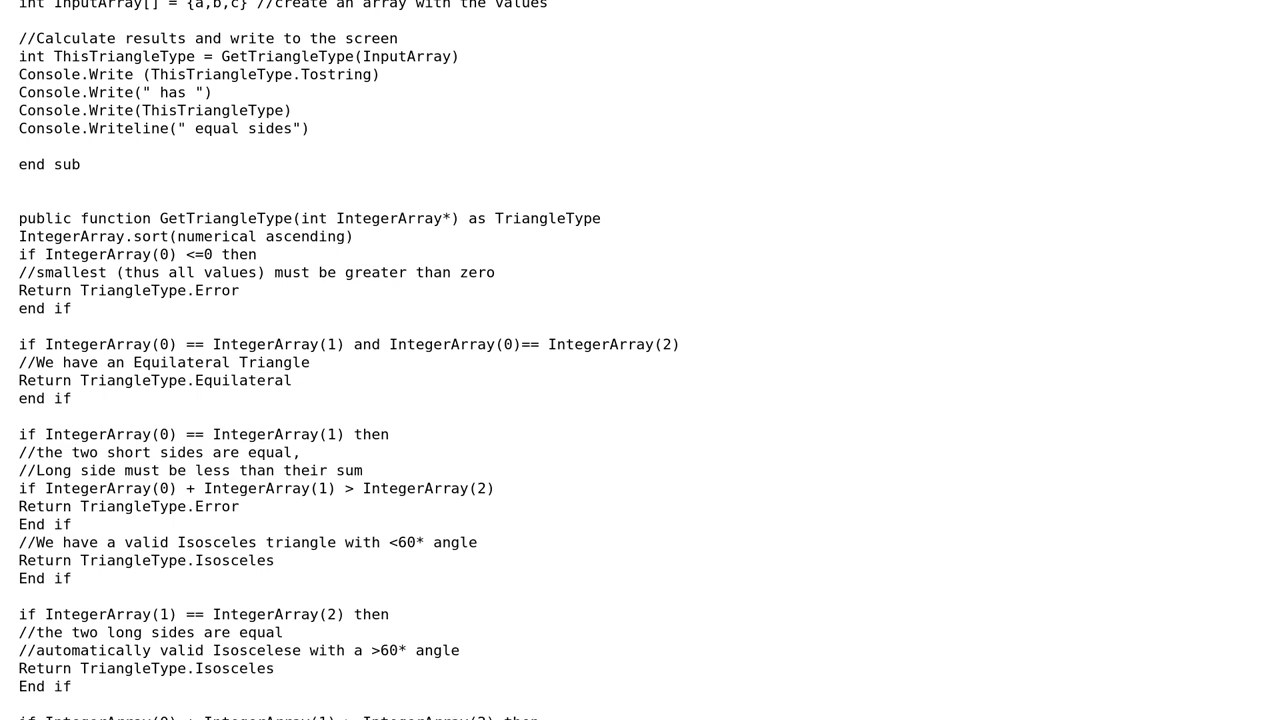 int InputArray[] = {a,b,c} //create an array with the values
//Calculate results and write to the screen
int ThisTriangleType = GetTriangleType(InputArray)
Console.Write (ThisTriangleType.Tostring)
Console.Write(" has ")
Console.Write(ThisTriangleType)
Console.Writeline(" equal sides")
end sub
public function GetTriangleType(int IntegerArray*) as TriangleType
IntegerArray.sort(numerical ascending)
if IntegerArray(0) <=0 then
//smallest (thus all values) must be greater than zero
Return TriangleType.Error
end if
if IntegerArray(0) == IntegerArray(1) and IntegerArray(0)== IntegerArray(2)
//We have an Equilateral Triangle
Return TriangleType.Equilateral
end if
if IntegerArray(0) == IntegerArray(1) then
//the two short sides are equal,
//Long side must be less than their sum
if IntegerArray(0) + IntegerArray(1) > IntegerArray(2)
Return TriangleType.Error
End if
//We have a valid Isosceles triangle with <60* angle
Return TriangleType.Isosceles
End if
if IntegerArray(1) == IntegerArray(2) then
//the two long sides are equal
//automatically valid Isoscelese with a >60* angle
Return TriangleType.Isosceles
End if
if IntegerArray(0) + IntegerArray(1) > IntegerArray(2) then